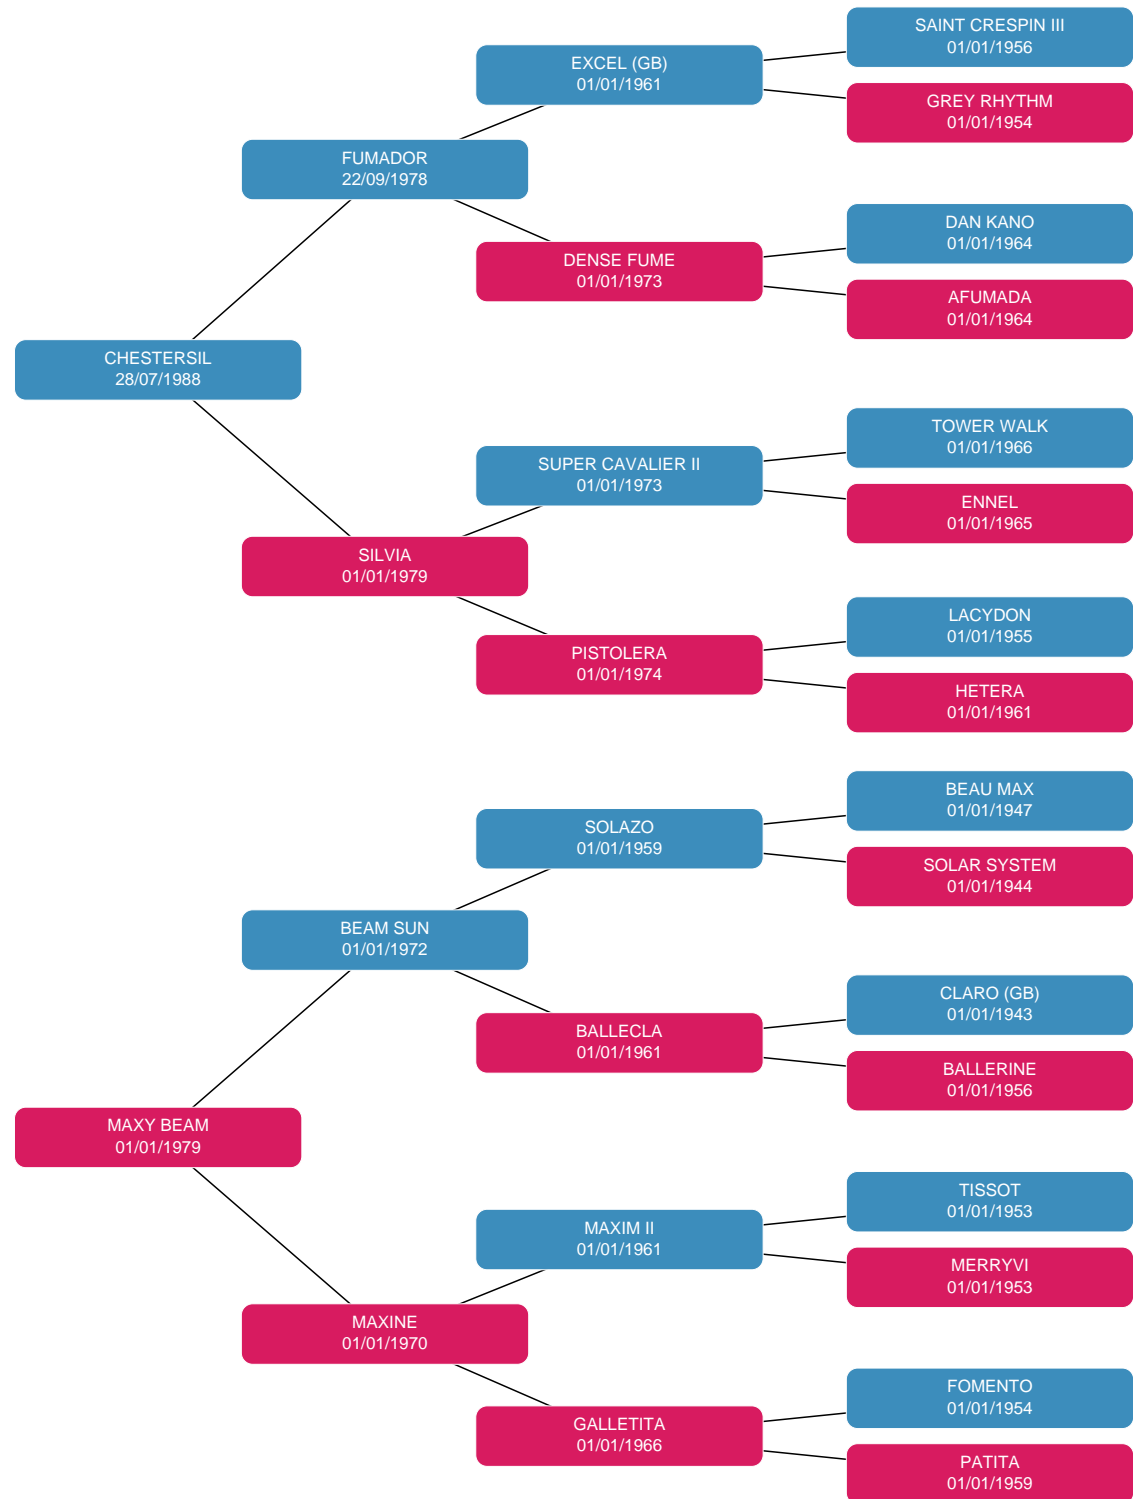 SAINT CRESPIN III
01/01/1956
EXCEL (GB)
01/01/1961
GREY RHYTHM
01/01/1954
FUMADOR
22/09/1978
DAN KANO
01/01/1964
DENSE FUME
01/01/1973
AFUMADA
01/01/1964
CHESTERSIL
28/07/1988
TOWER WALK
01/01/1966
SUPER CAVALIER II
01/01/1973
ENNEL
01/01/1965
SILVIA
01/01/1979
LACYDON
01/01/1955
PISTOLERA
01/01/1974
HETERA
01/01/1961
BEAU MAX
01/01/1947
SOLAZO
01/01/1959
SOLAR SYSTEM
01/01/1944
BEAM SUN
01/01/1972
CLARO (GB)
01/01/1943
BALLECLA
01/01/1961
BALLERINE
01/01/1956
MAXY BEAM
01/01/1979
TISSOT
01/01/1953
MAXIM II
01/01/1961
MERRYVI
01/01/1953
MAXINE
01/01/1970
FOMENTO
01/01/1954
GALLETITA
01/01/1966
PATITA
01/01/1959